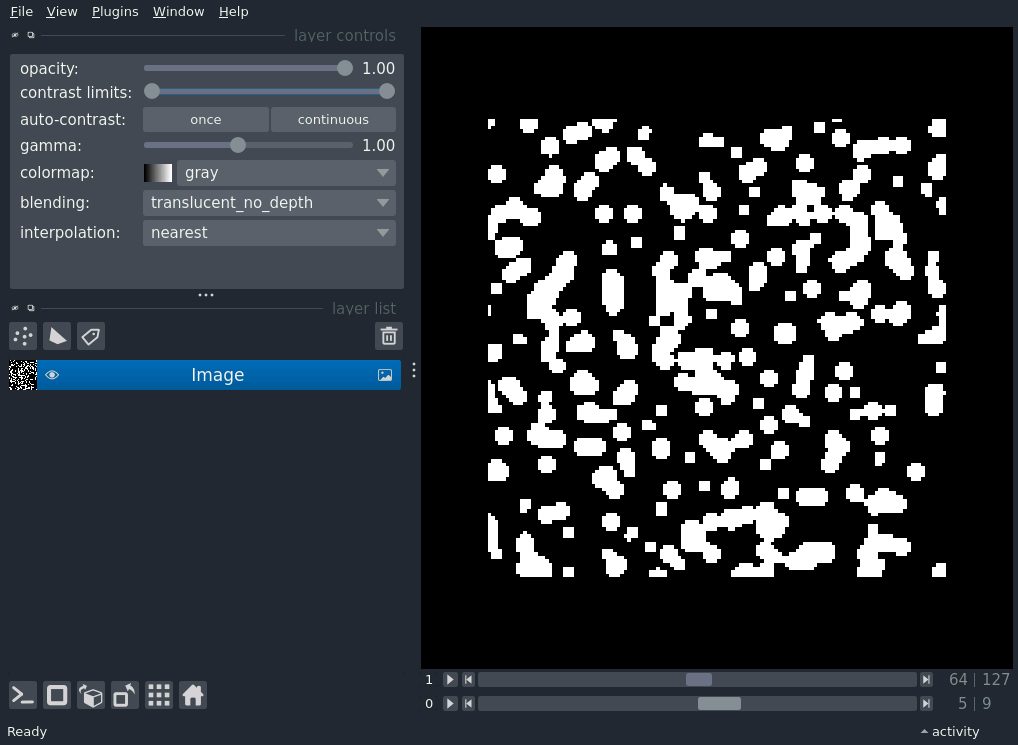 File View Plugins Window Help
layer controls
opacity: 1.00
contrast limits:
auto-contrast: once continuous
gamma: 1.00
colormap: gray
blending: translucent_no_depth
interpolation: nearest
layer list
Image
1 64 | 127
0 5 | 9
Ready activity